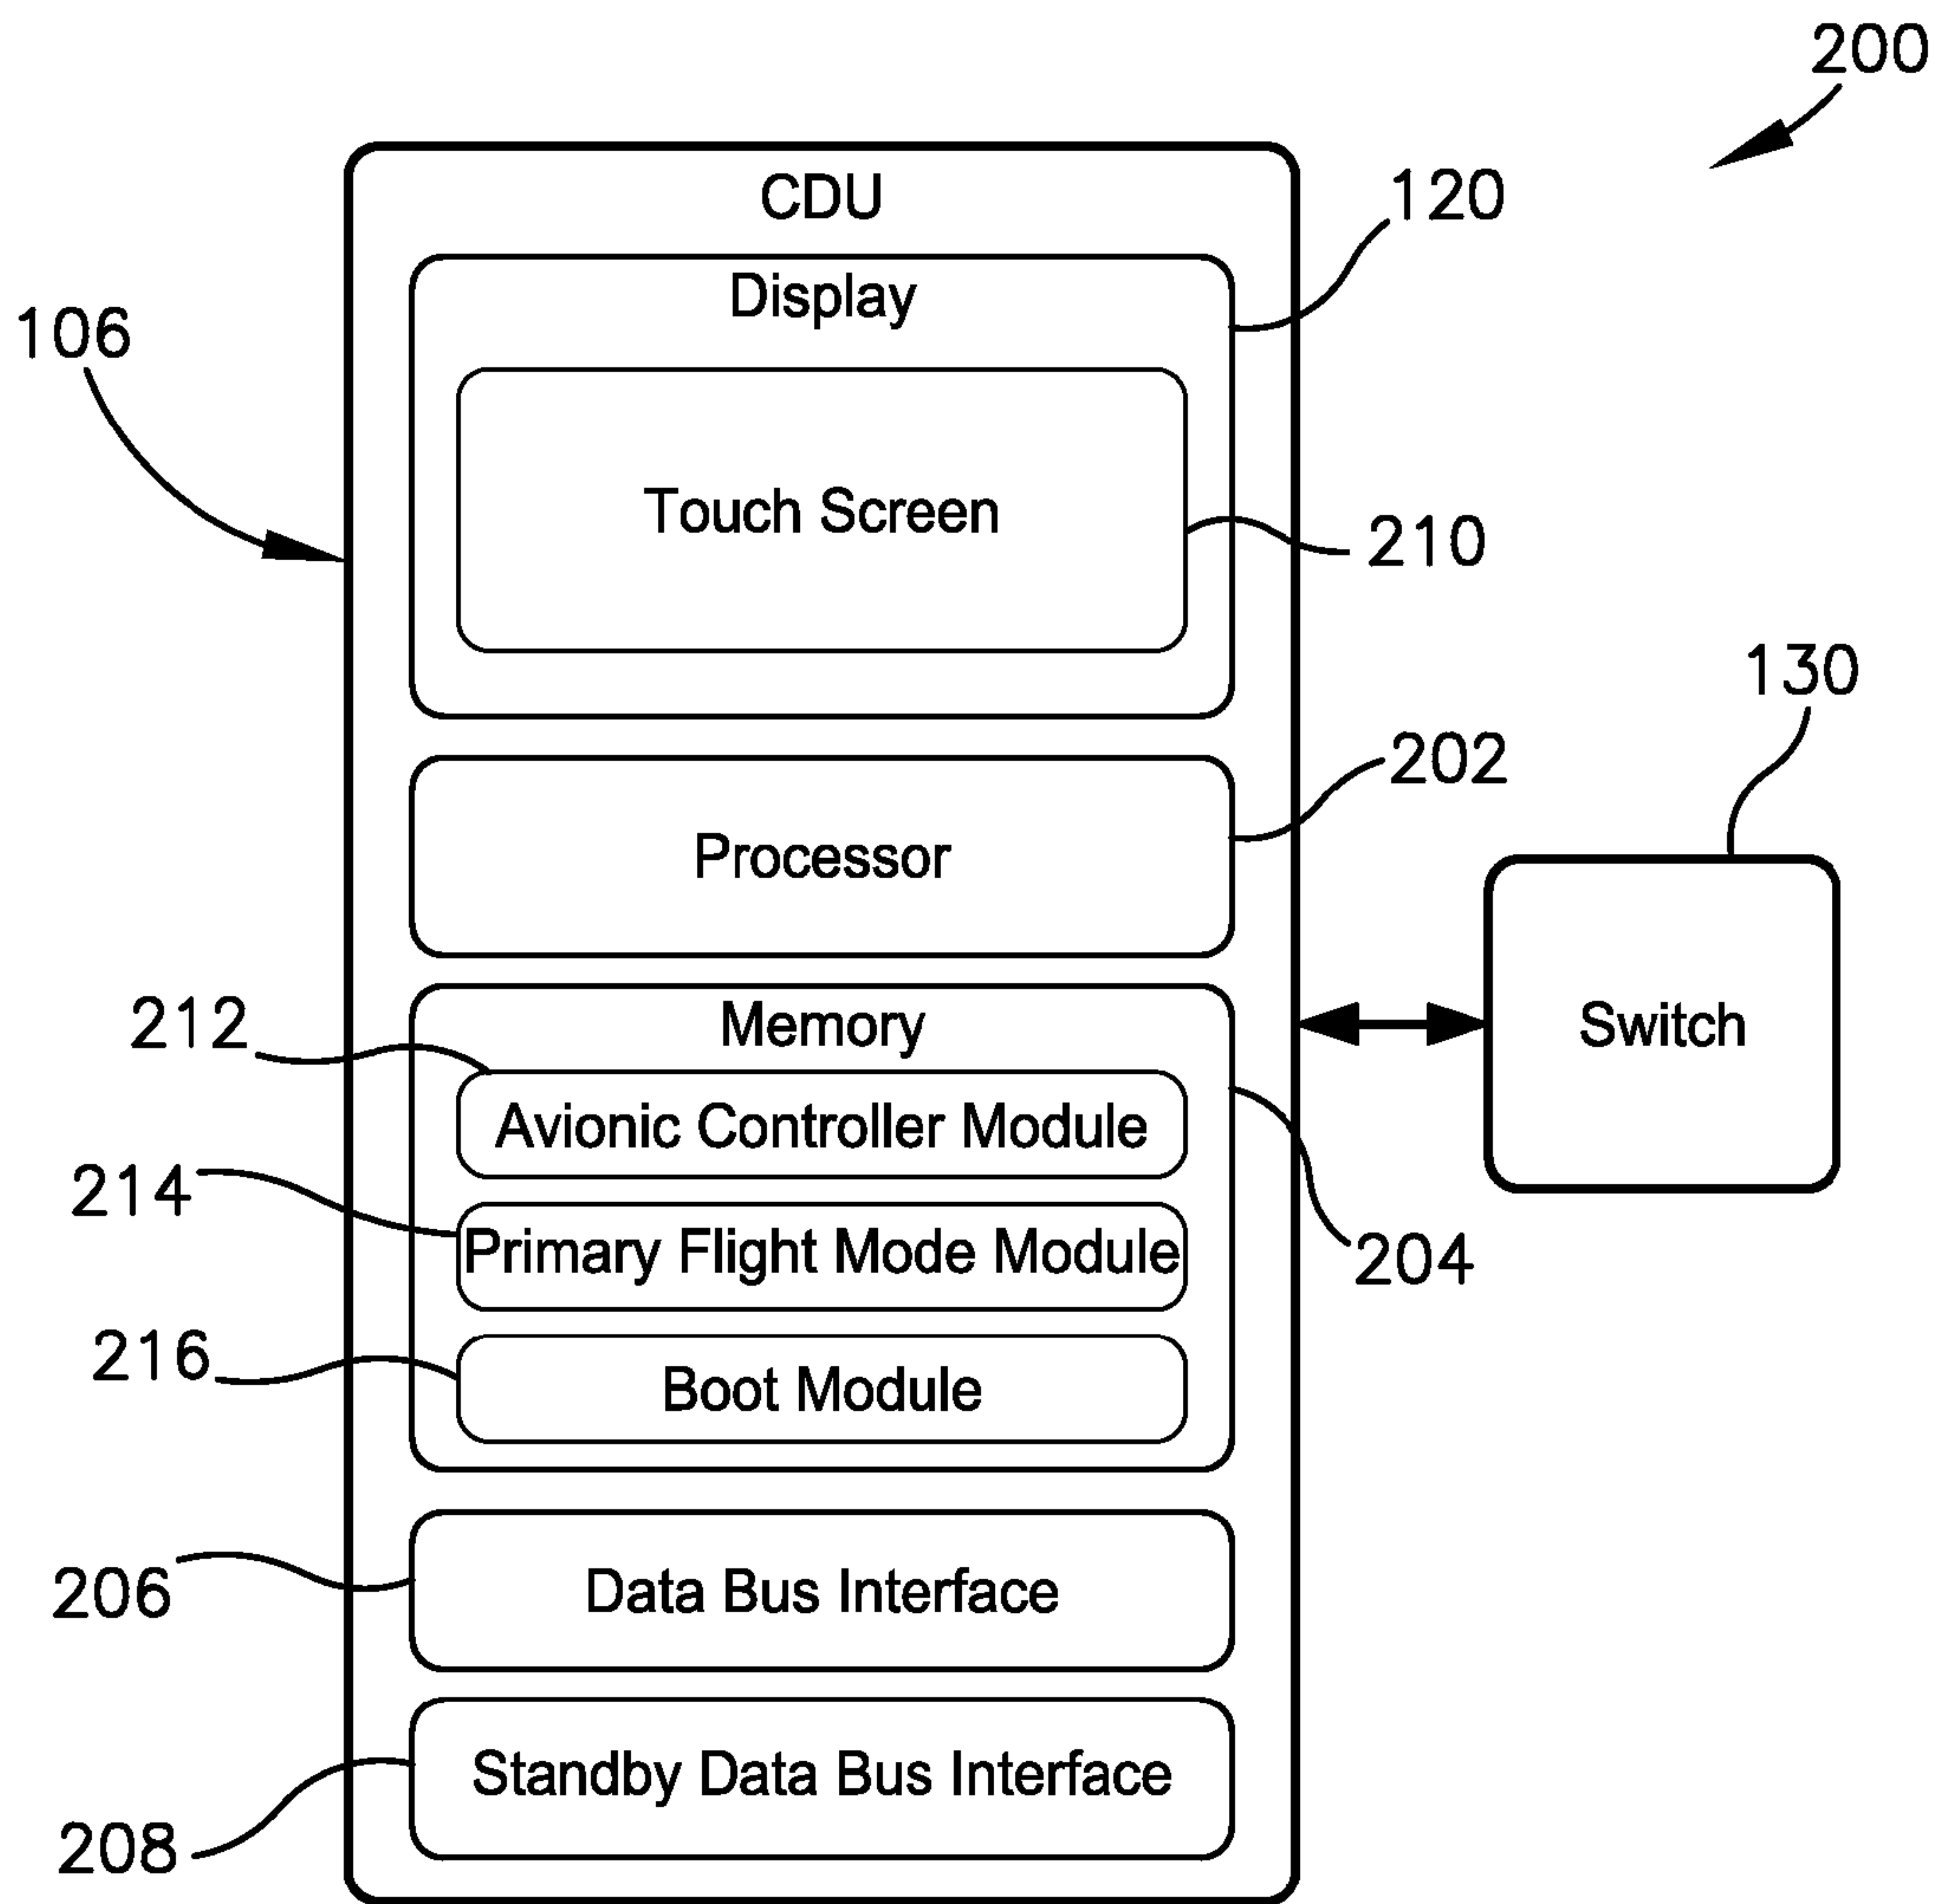 200
CDU
120
Display
106
Touch Screen
210
130
202
Processor
212
Memory
Switch
Avionic Controller Module
214
Primary Flight Mode Module
204
216
Boot Module
206
Data Bus Interface
Standby Data Bus Interface
208